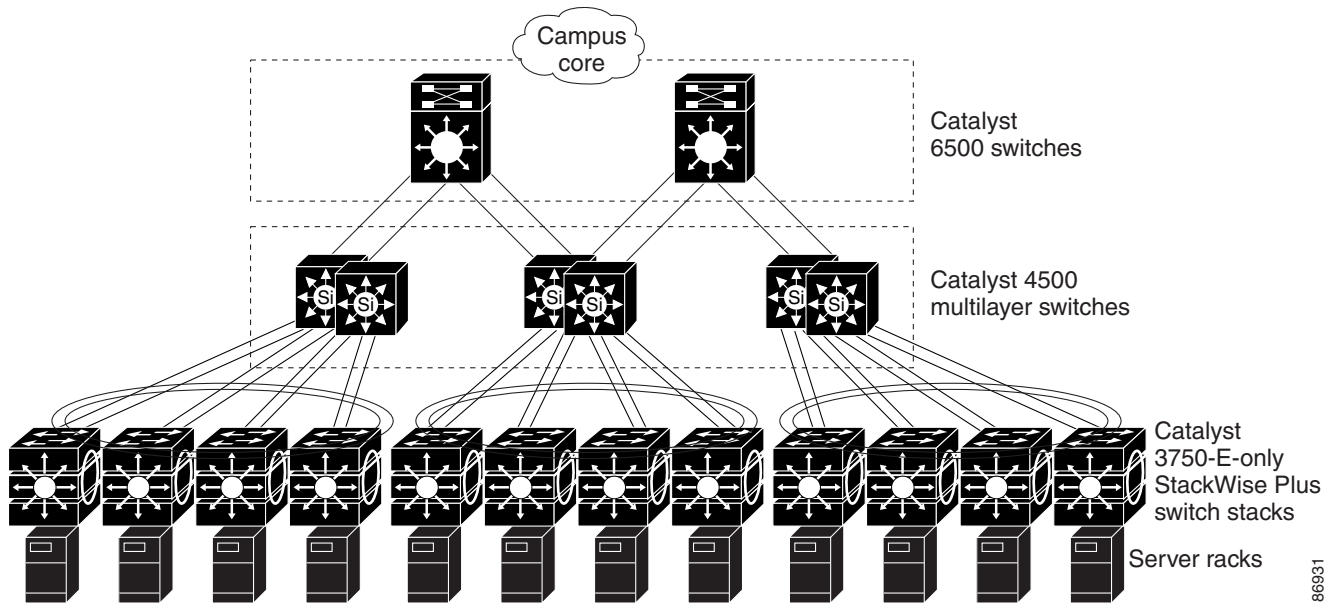 Campus
core
Catalyst
6500 switches
Si
Si
Si
Si
Si
Si
Catalyst 4500
multilayer switches
Catalyst
3750-E-only
StackWise Plus
switch stacks
Server racks
86931